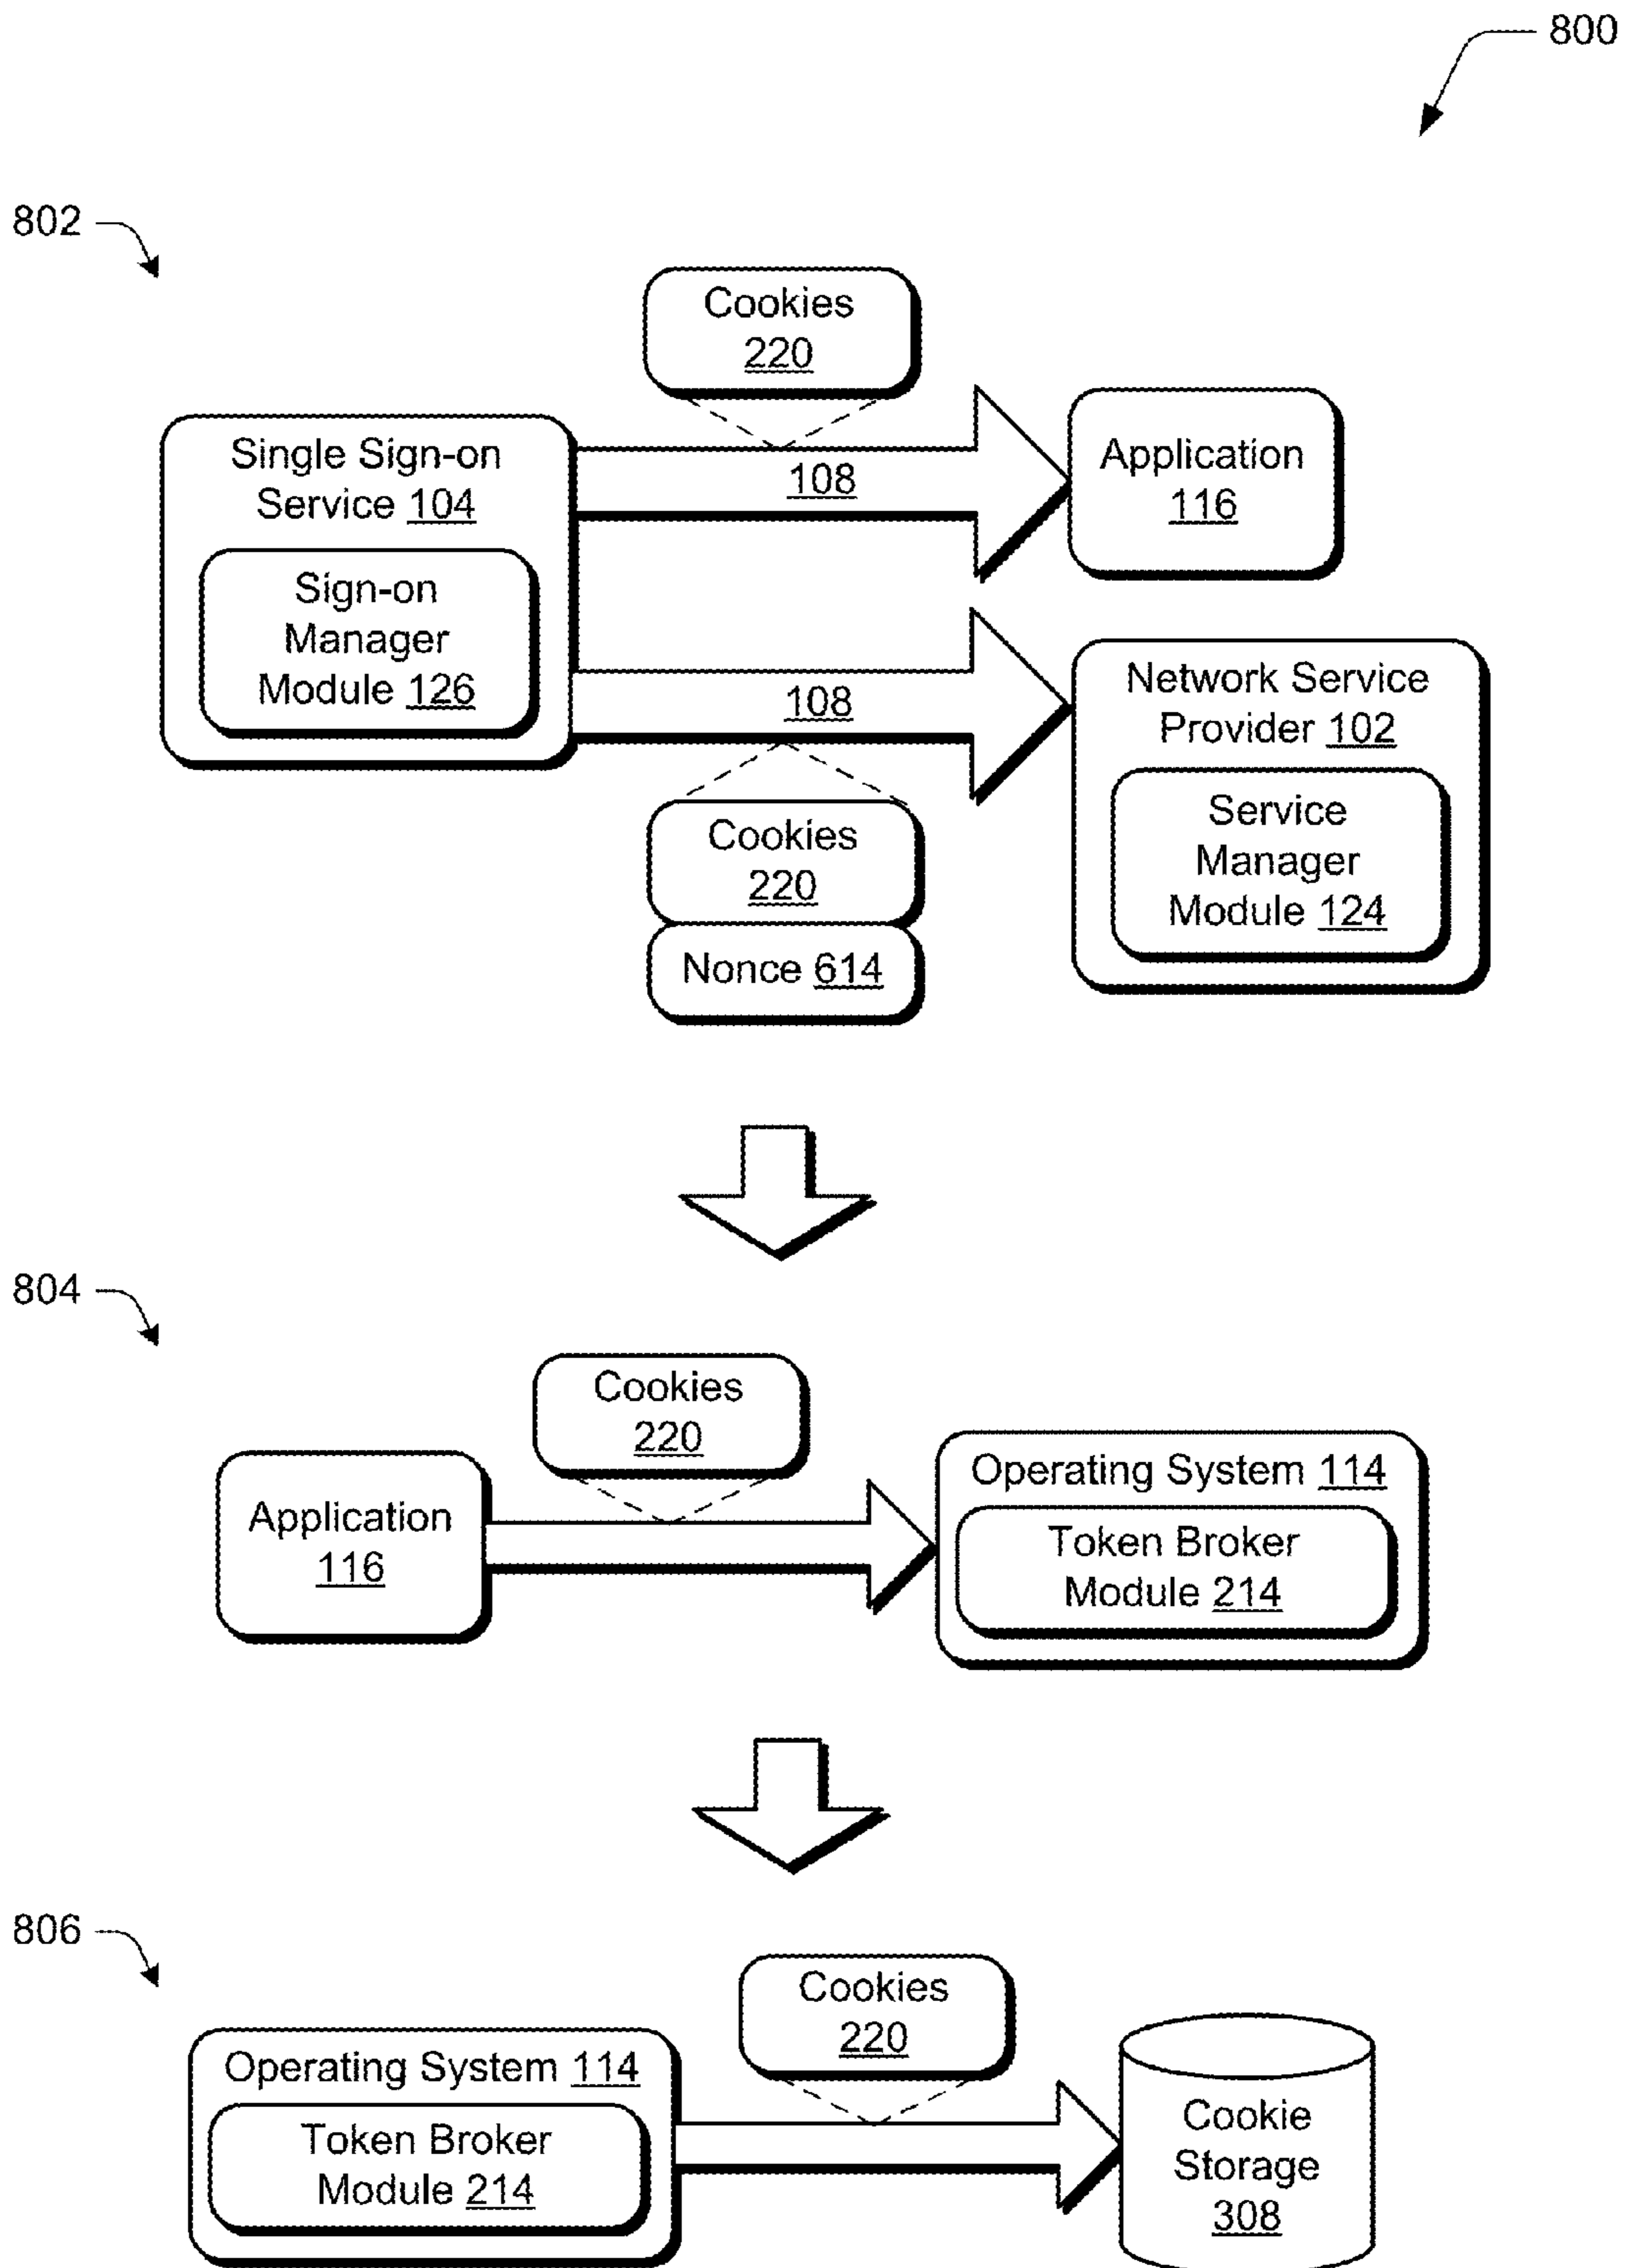 800
802
Cookies
220
Single Sign-on
Service 104
108
Application
116
Sign-on
Manager
Module 126
108
Network Service
Provider 102
Service
Manager
Module 124
Cookies
220
Nonce 614
804
Cookies
220
Application
116
Operating System 114
Token Broker
Module 214
806
Cookies
220
Operating System 114
Token Broker
Module 214
Cookie
Storage
308